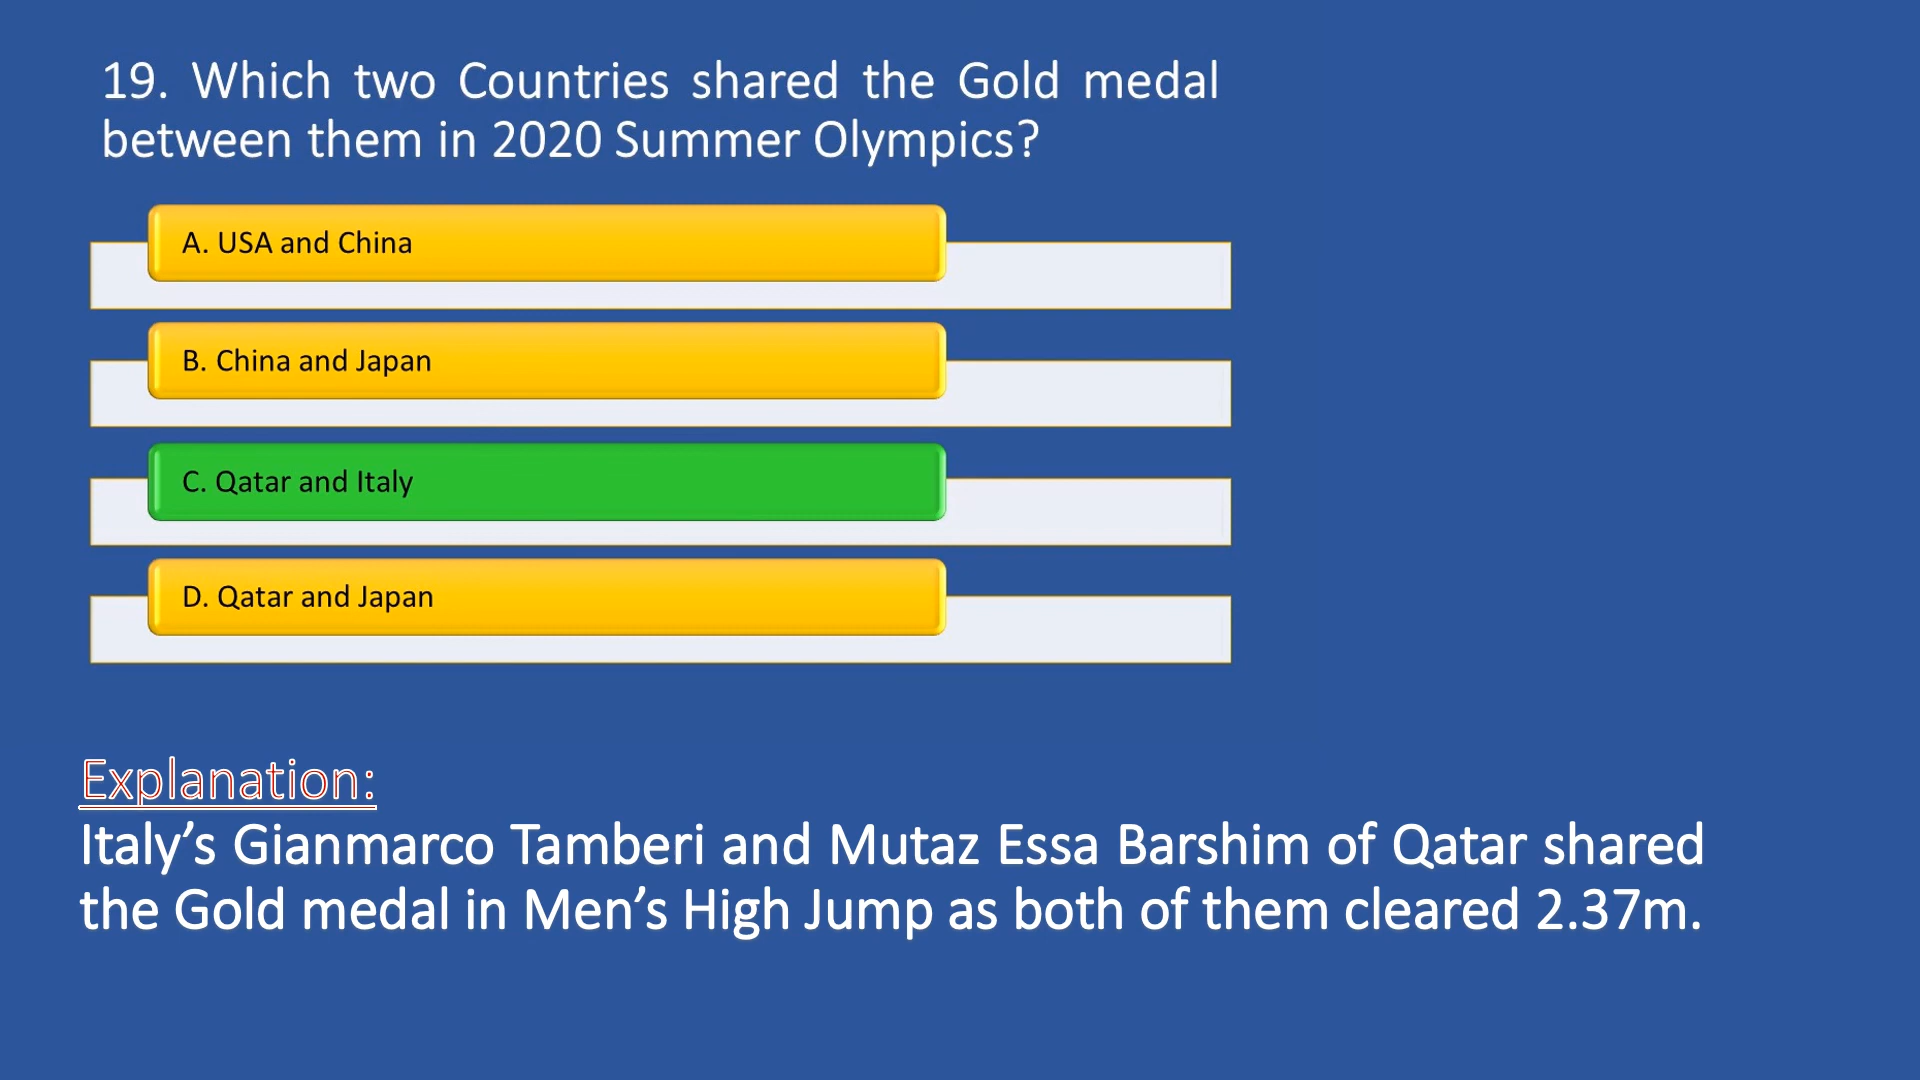 19. Which two Countries shared the Gold medal
between them in 2020 Summer Olympics?
A. USA and China
B. China and Japan
C. Qatar and Italy
D. Qatar and Japan
Explanation:
Italy’s Gianmarco Tamberi and Mutaz Essa Barshim of Qatar shared
the Gold medal in Men’s High Jump as both of them cleared 2.37m.